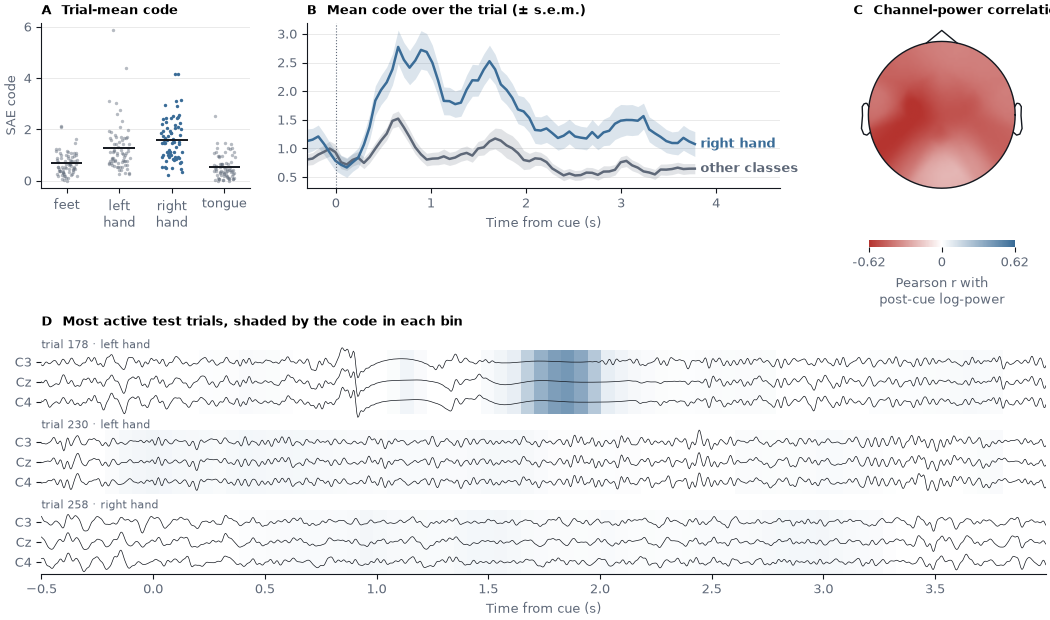 A Trial-mean code
6
4
2
0
SAE code
feet
left
hand
right
hand
tongue
B Mean code over the trial (± s.e.m.)
3.0
2.5
2.0
1.5
1.0
0.5
right hand
other classes
0
1
2
3
4
Time from cue (s)
C Channel-power correlati
-0.62
0
0.62
Pearson r with
post-cue log-power
D Most active test trials, shaded by the code in each bin
trial 178 · left hand
C3
Cz
C4
trial 230 · left hand
C3
Cz
C4
trial 258 · right hand
C3
Cz
C4
−0.5
0.0
0.5
1.0
1.5
2.0
2.5
3.0
3.5
Time from cue (s)